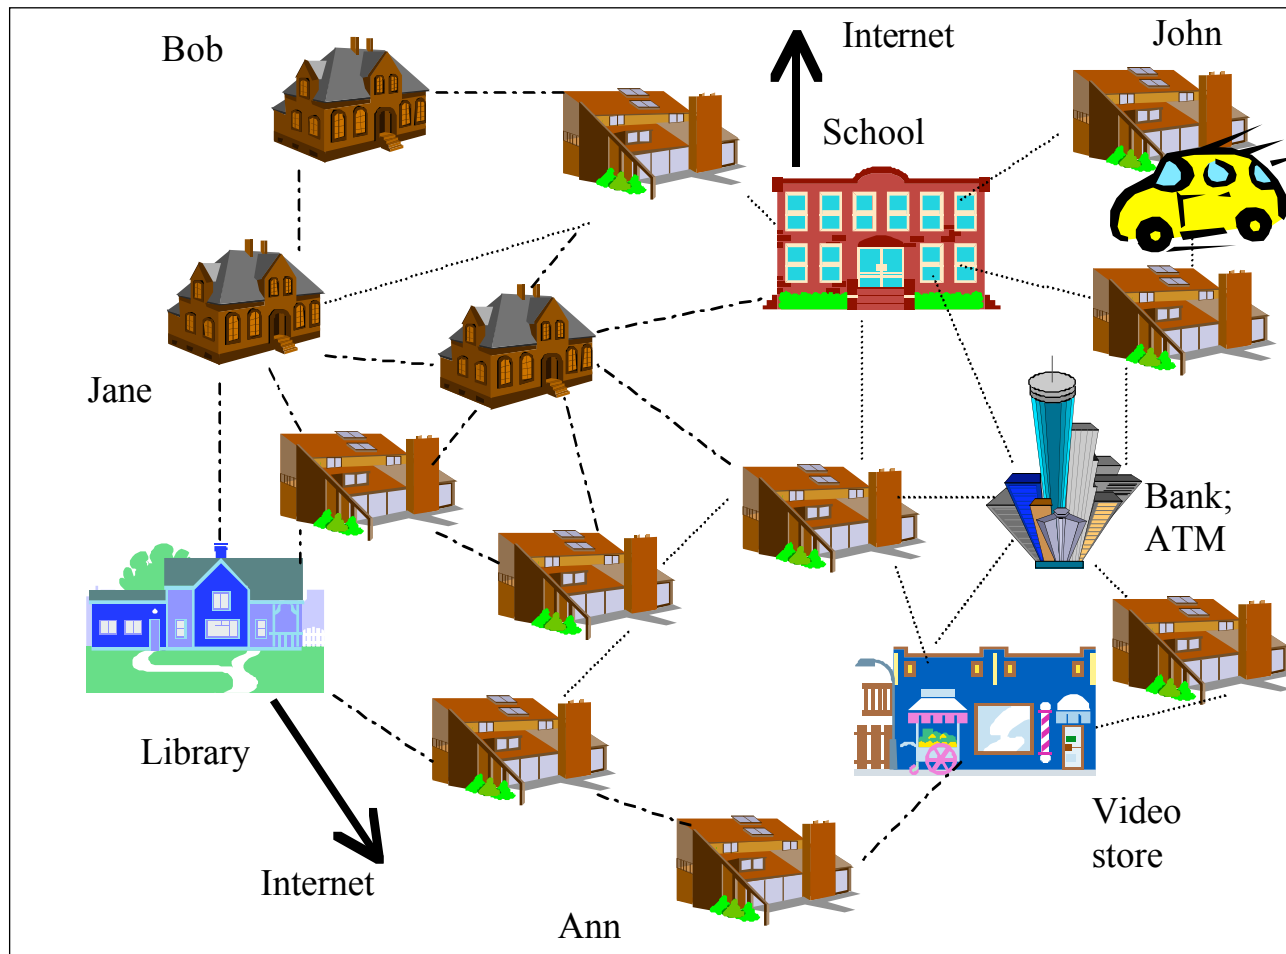 Bob
Internet
John
School
Jane
Bank;
ATM
Library
Video
store
Internet
Ann